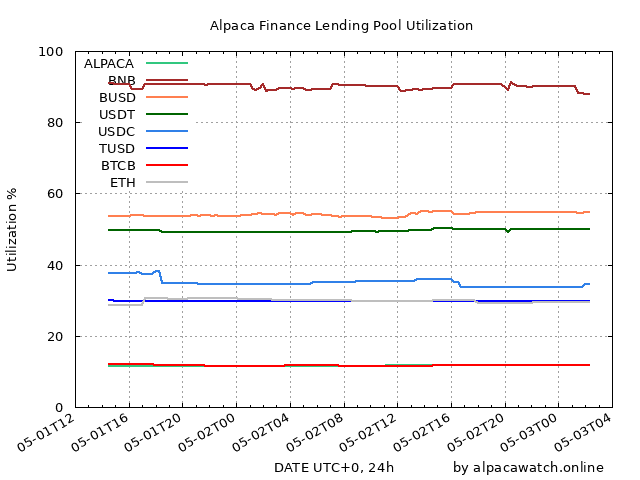 Alpaca Finance Lending Pool Utilization
100
80
60
40
20
0
Utilization %
ALPACA
BNB
BUSD
USDT
USDC
TUSD
BTCB
ETH
05-01T12
05-01T16
05-01T20
05-02T00
05-02T04
05-02T08
05-02T12
05-02T16
05-02T20
05-03T00
05-03T04
DATE UTC+0, 24h
by alpacawatch.online